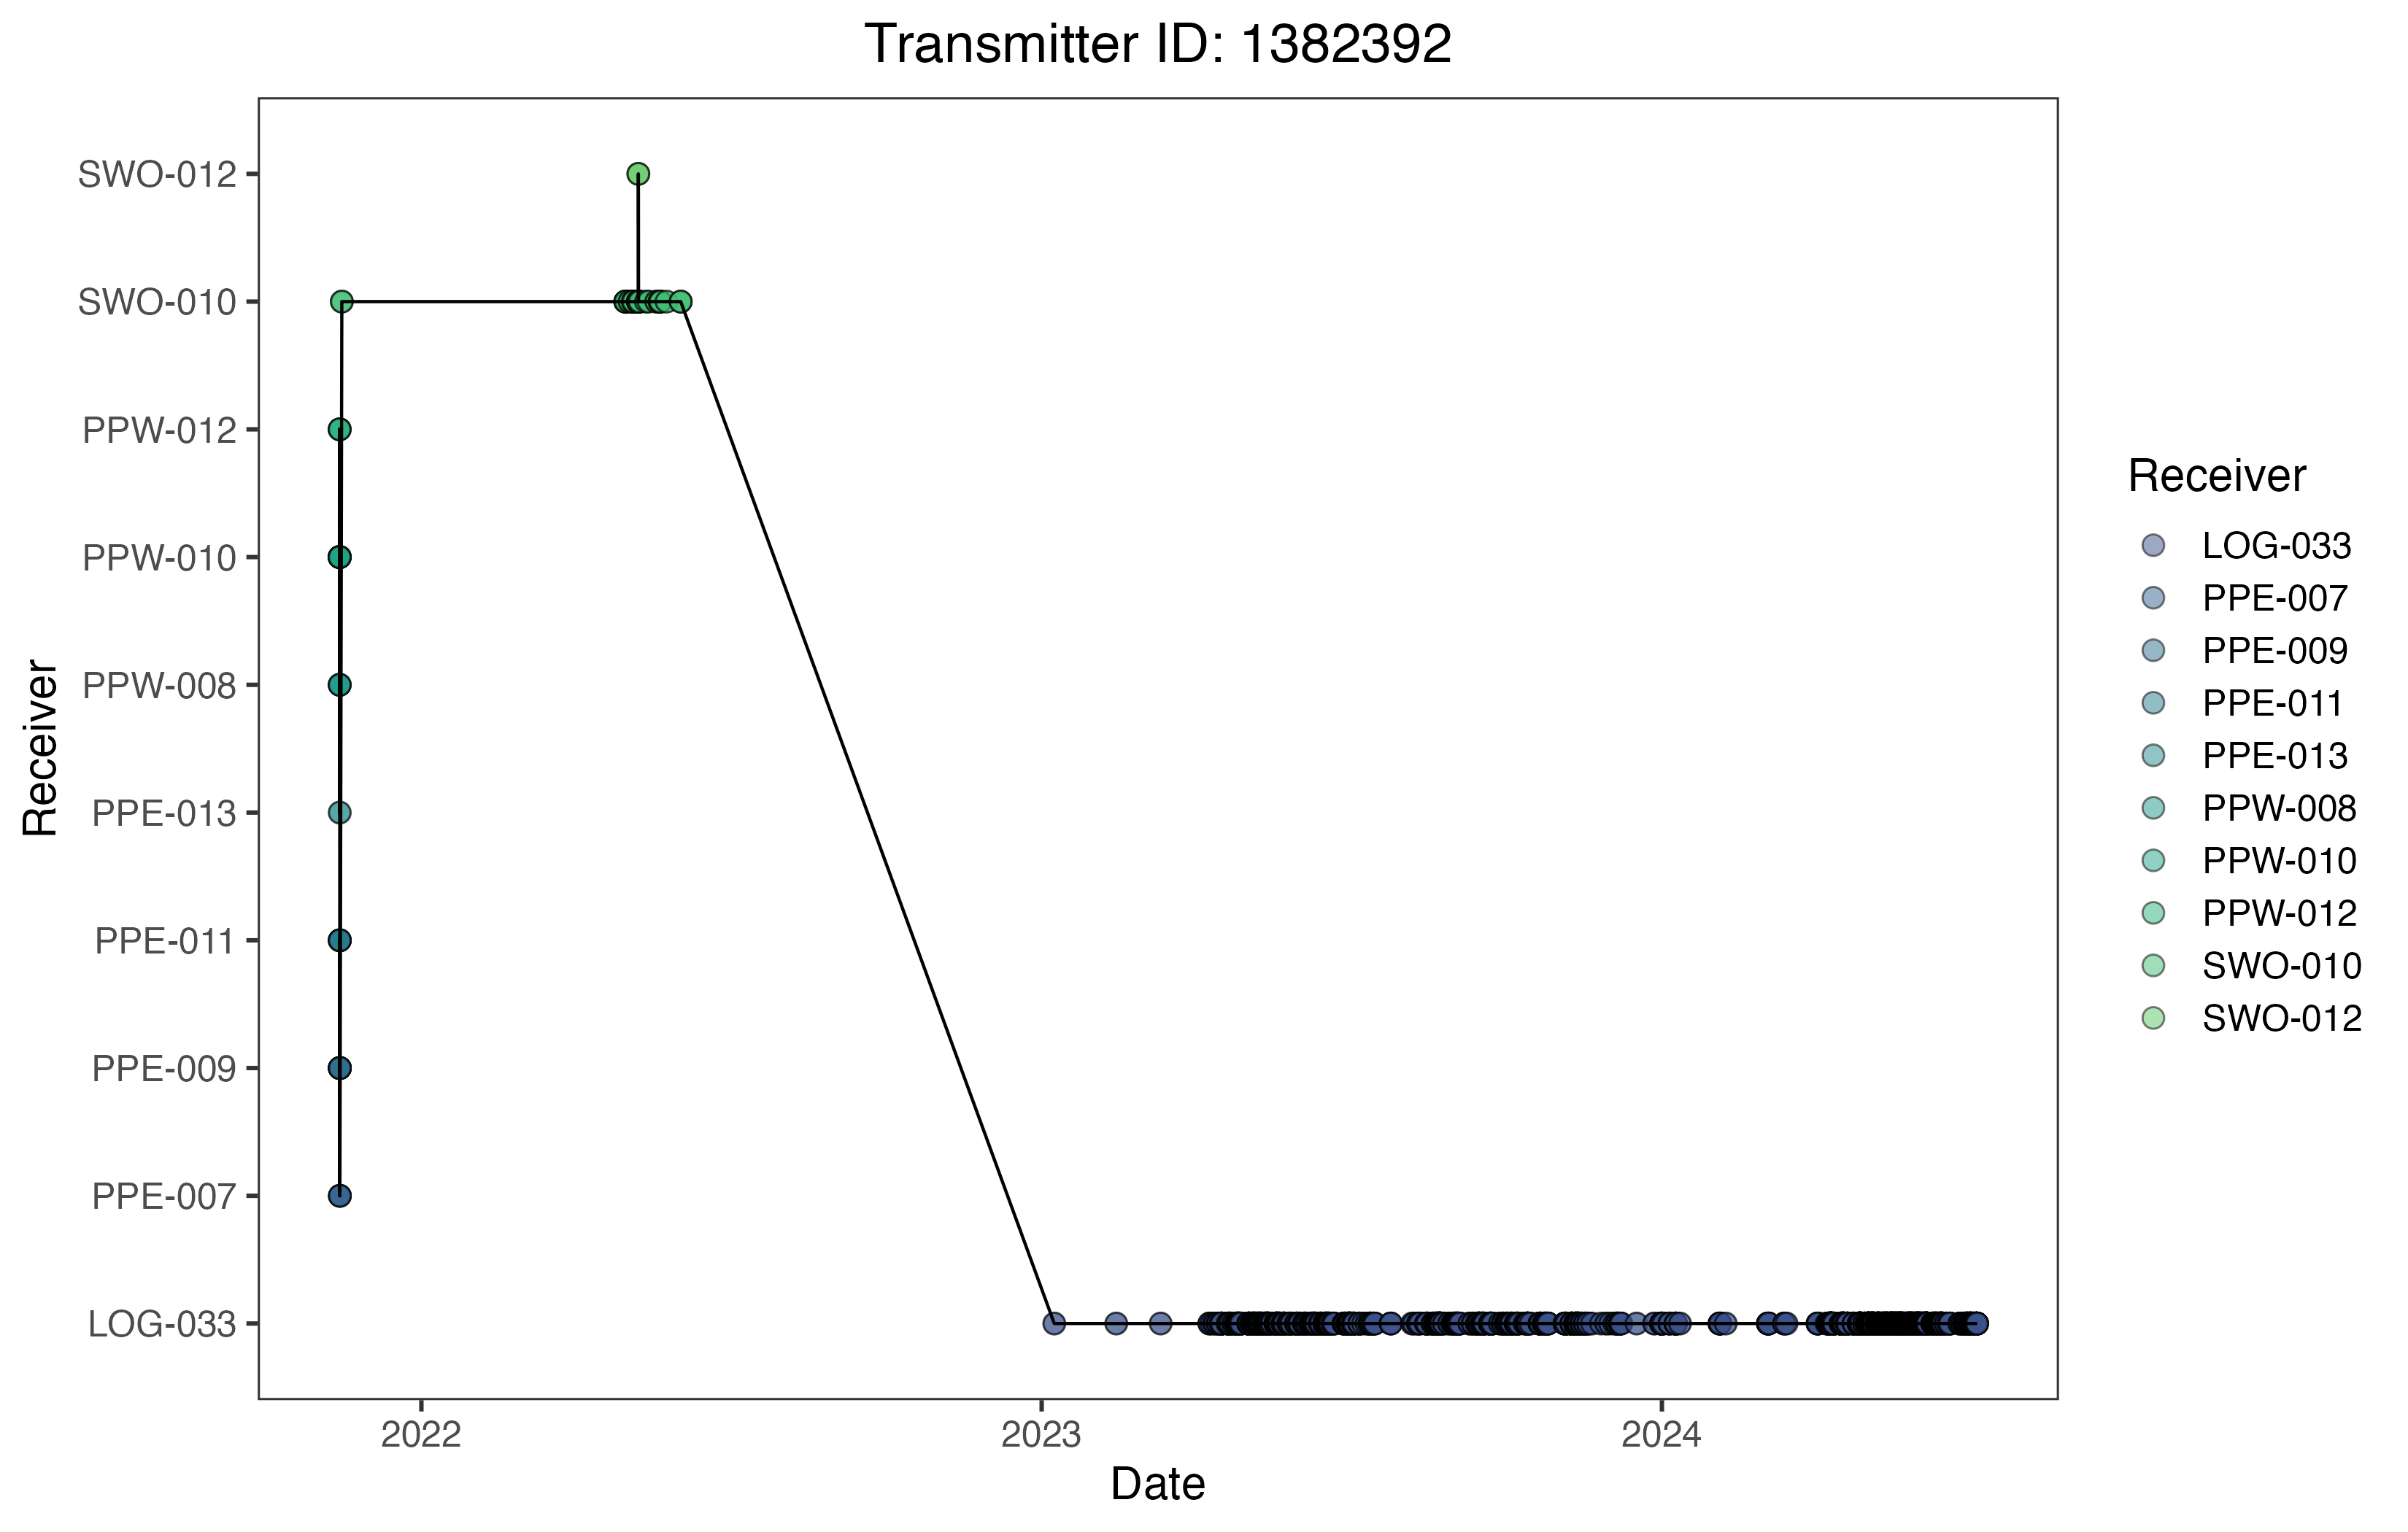 Transmitter ID: 1382392
Receiver
SWO-012
SWO-010
PPW-012
PPW-010
PPW-008
PPE-013
PPE-011
PPE-009
PPE-007
LOG-033
2022
2023
2024
Date
Receiver
LOG-033
PPE-007
PPE-009
PPE-011
PPE-013
PPW-008
PPW-010
PPW-012
SWO-010
SWO-012